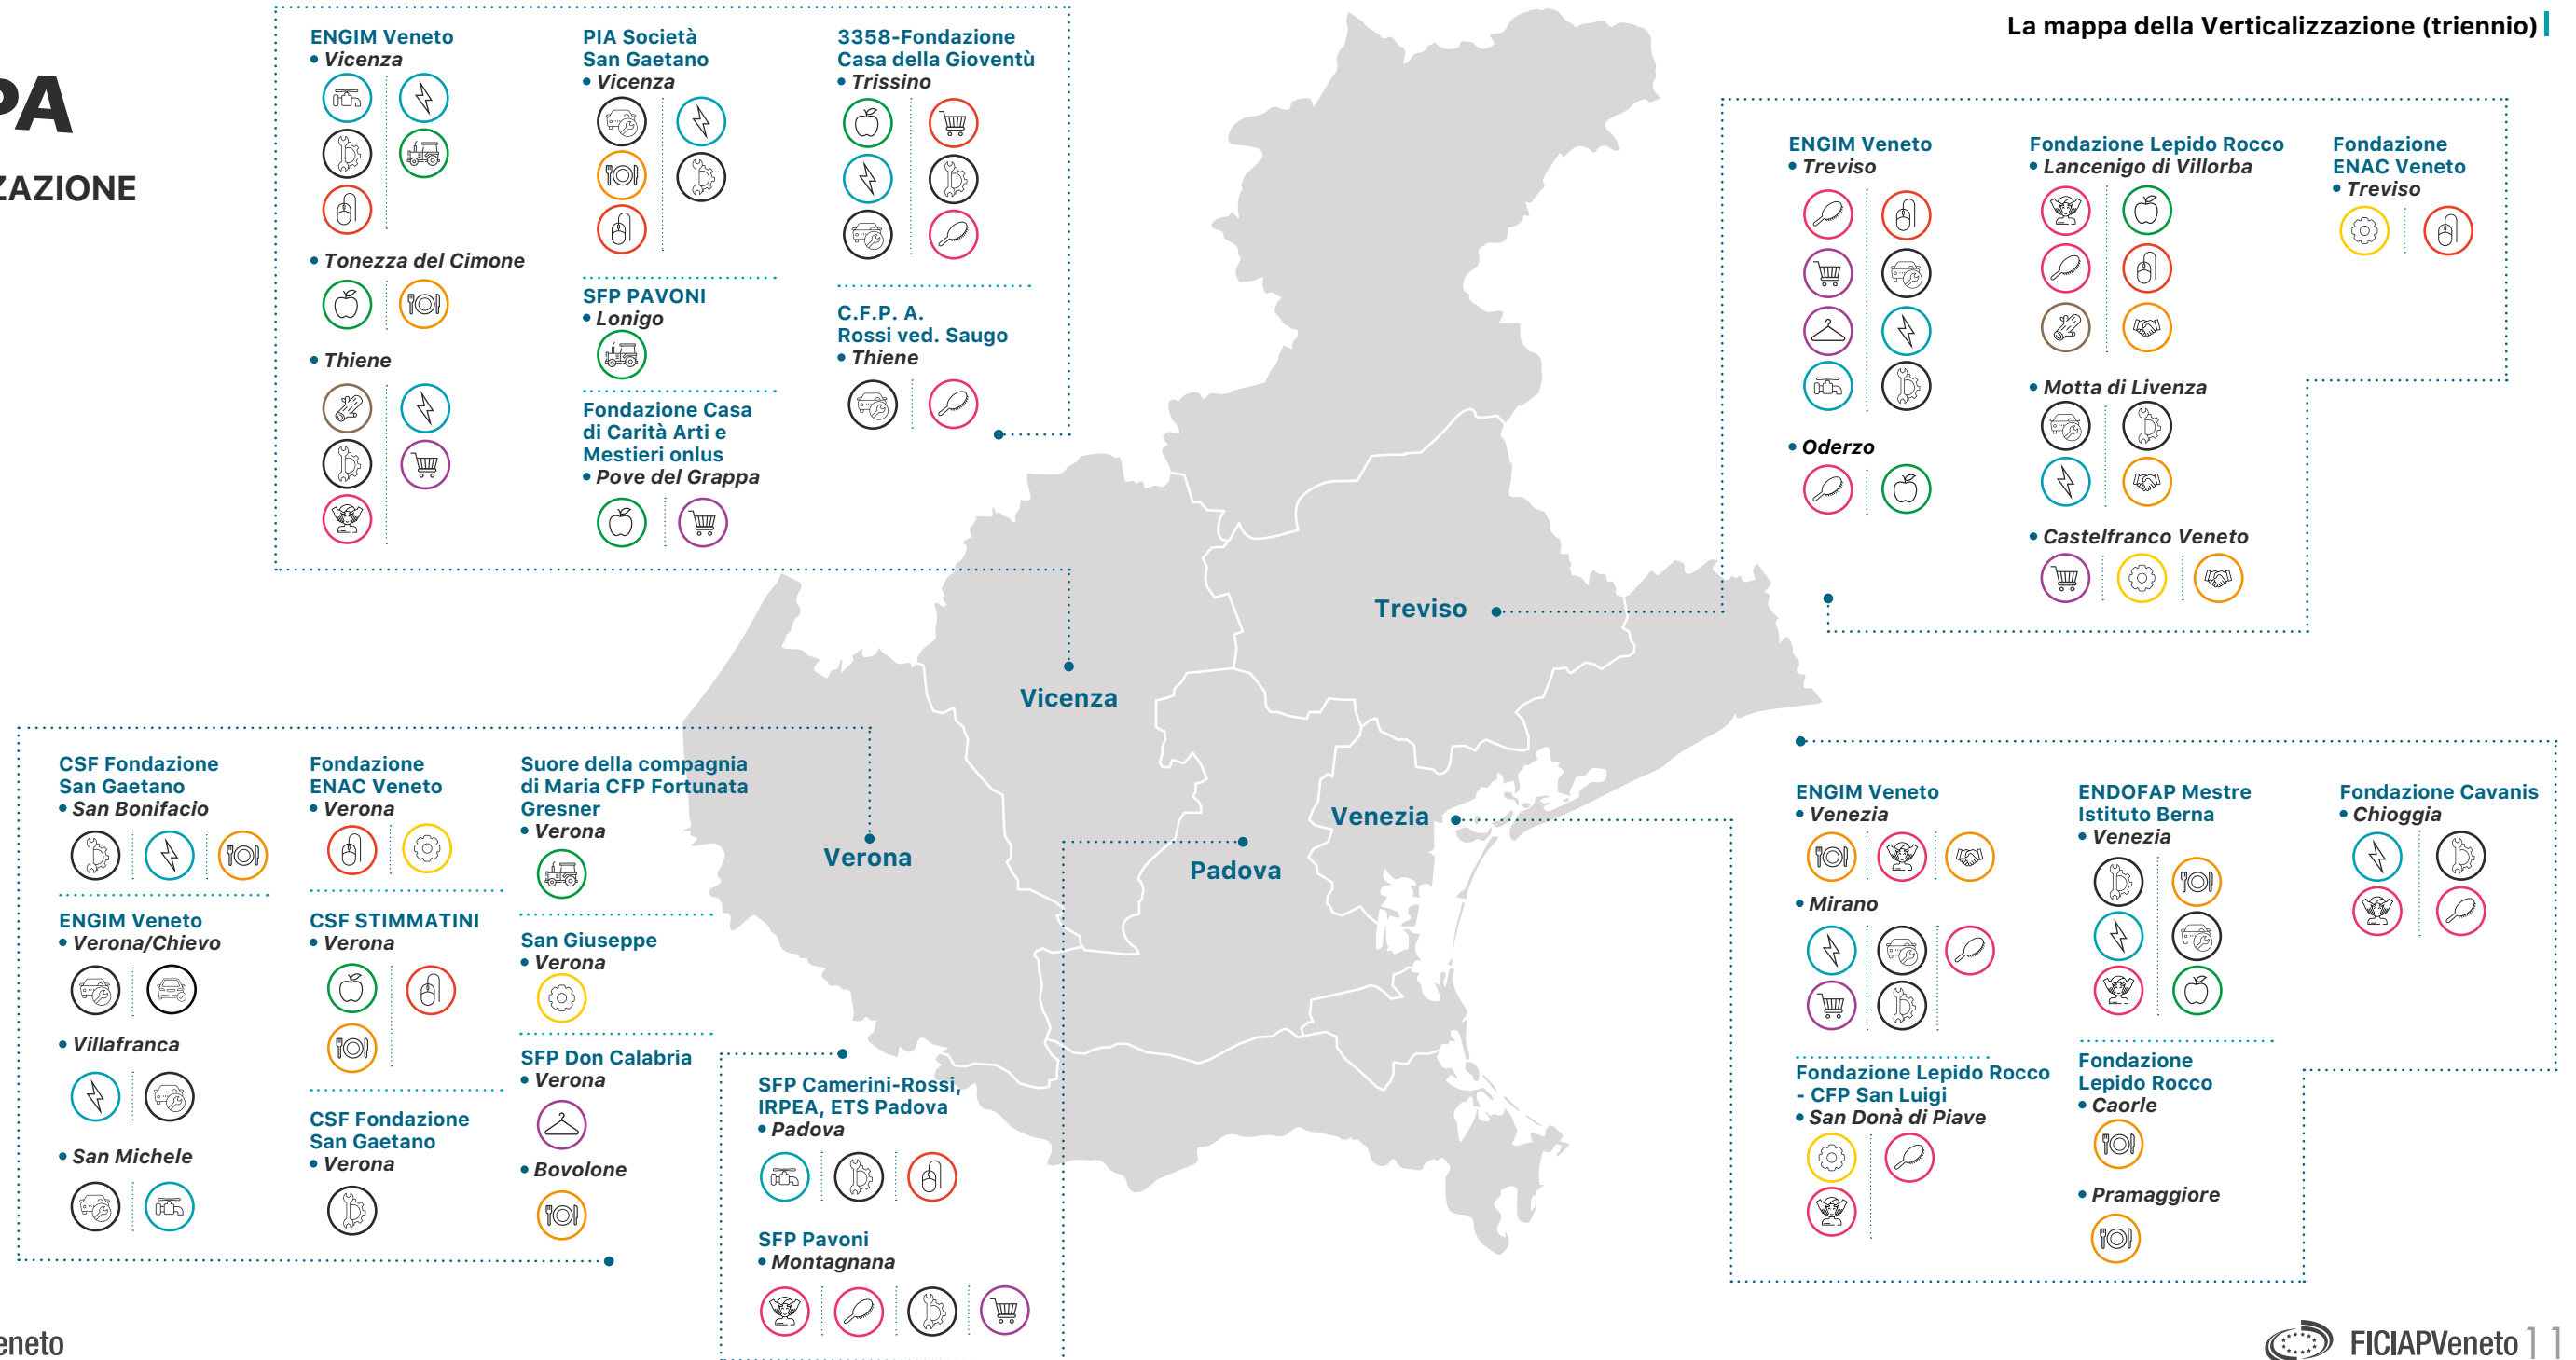 La mappa della Verticalizzazione (triennio)
PA
ZAZIONE
ENGIM Veneto
• Vicenza
• Tonezza del Cimone
• Thiene
PIA Società
San Gaetano
• Vicenza
SFP PAVONI
• Lonigo
Fondazione Casa
di Carità Arti e
Mestieri onlus
• Pove del Grappa
3358-Fondazione
Casa della Gioventù
• Trissino
C.F.P. A.
Rossi ved. Saugo
• Thiene
ENGIM Veneto
• Treviso
• Oderzo
Fondazione Lepido Rocco
• Lancenigo di Villorba
• Motta di Livenza
• Castelfranco Veneto
Fondazione
ENAC Veneto
• Treviso
Treviso
Vicenza
Venezia
Verona
Padova
CSF Fondazione
San Gaetano
• San Bonifacio
ENGIM Veneto
• Verona/Chievo
• Villafranca
• San Michele
Fondazione
ENAC Veneto
• Verona
CSF STIMMATINI
• Verona
CSF Fondazione
San Gaetano
• Verona
Suore della compagnia
di Maria CFP Fortunata
Gresner
• Verona
San Giuseppe
• Verona
SFP Don Calabria
• Verona
• Bovolone
SFP Camerini-Rossi,
IRPEA, ETS Padova
• Padova
SFP Pavoni
• Montagnana
ENGIM Veneto
• Venezia
• Mirano
Fondazione Lepido Rocco
- CFP San Luigi
• San Donà di Piave
ENDOFAP Mestre
Istituto Berna
• Venezia
Fondazione
Lepido Rocco
• Caorle
• Pramaggiore
Fondazione Cavanis
• Chioggia
eneto
FICIAPVeneto 11